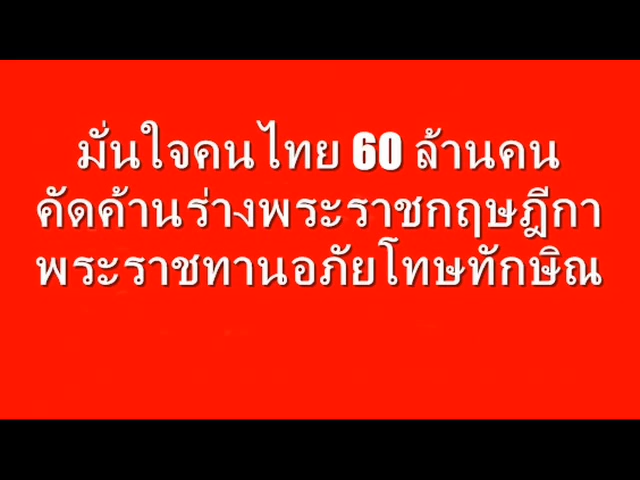 มั่นใจคนไทย 60 ล้านคน
คัดค้านร่างพระราชกฤษฎีกา
พระราชทานอภัยโทษทักษิณ